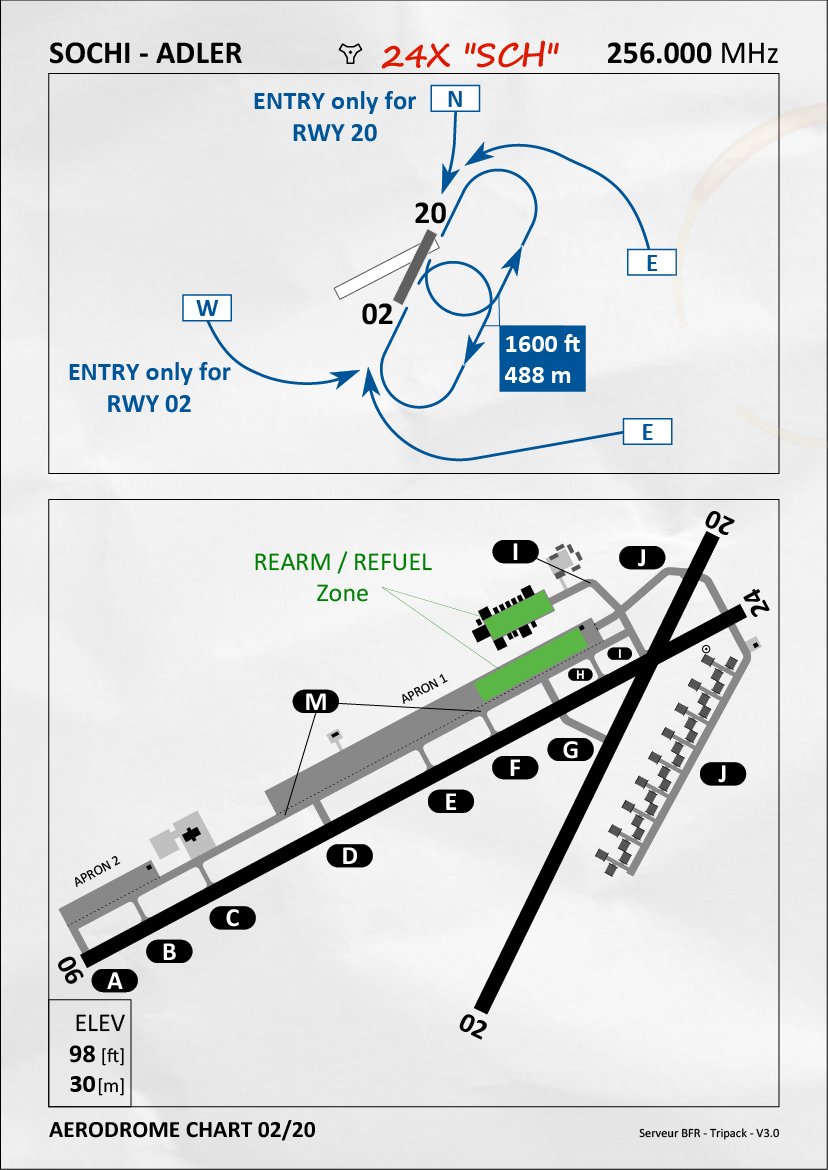 SOCHI - ADLER
24X "SCH"
256.000 MHz
ENTRY only for
RWY 20
N
20
E
W
02
1600 ft
488 m
ENTRY only for
RWY 02
E
20
I
J
REARM / REFUEL
Zone
24
I
H
APRON 1
M
G
F
J
E
D
APRON 2
C
B
06
A
02
ELEV
98 [ft]
30 [m]
AERODROME CHART 02/20
Serveur BFR - Tripack - V3.0